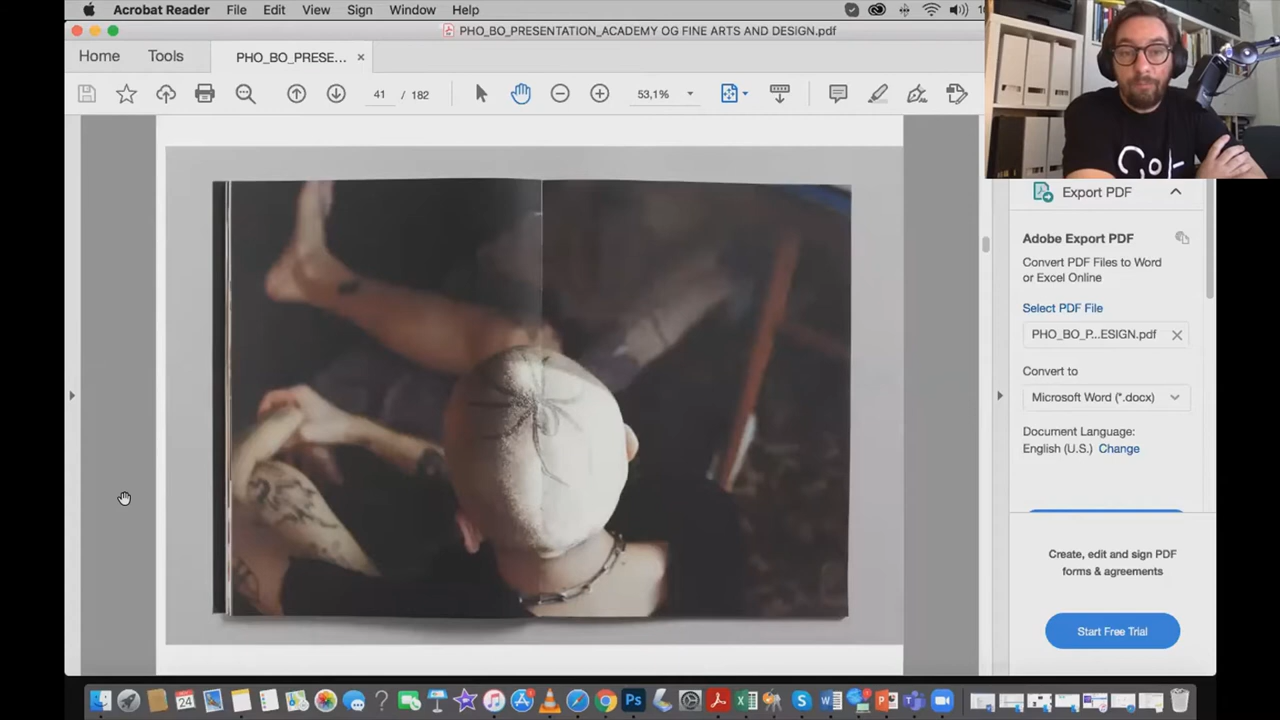 Acrobat Reader File Edit View Sign Window Help
PHO_BO_PRESENTATION_ACADEMY OG FINE ARTS AND DESIGN.pdf
Home Tools PHO_BO_PRESE... ×
41 / 182 53,1%
Export PDF
Adobe Export PDF
Convert PDF Files to Word
or Excel Online
Select PDF File
PHO_BO_P...ESIGN.pdf
Convert to
Microsoft Word (*.docx)
Document Language:
English (U.S.) Change
Create, edit and sign PDF
forms & agreements
Start Free Trial